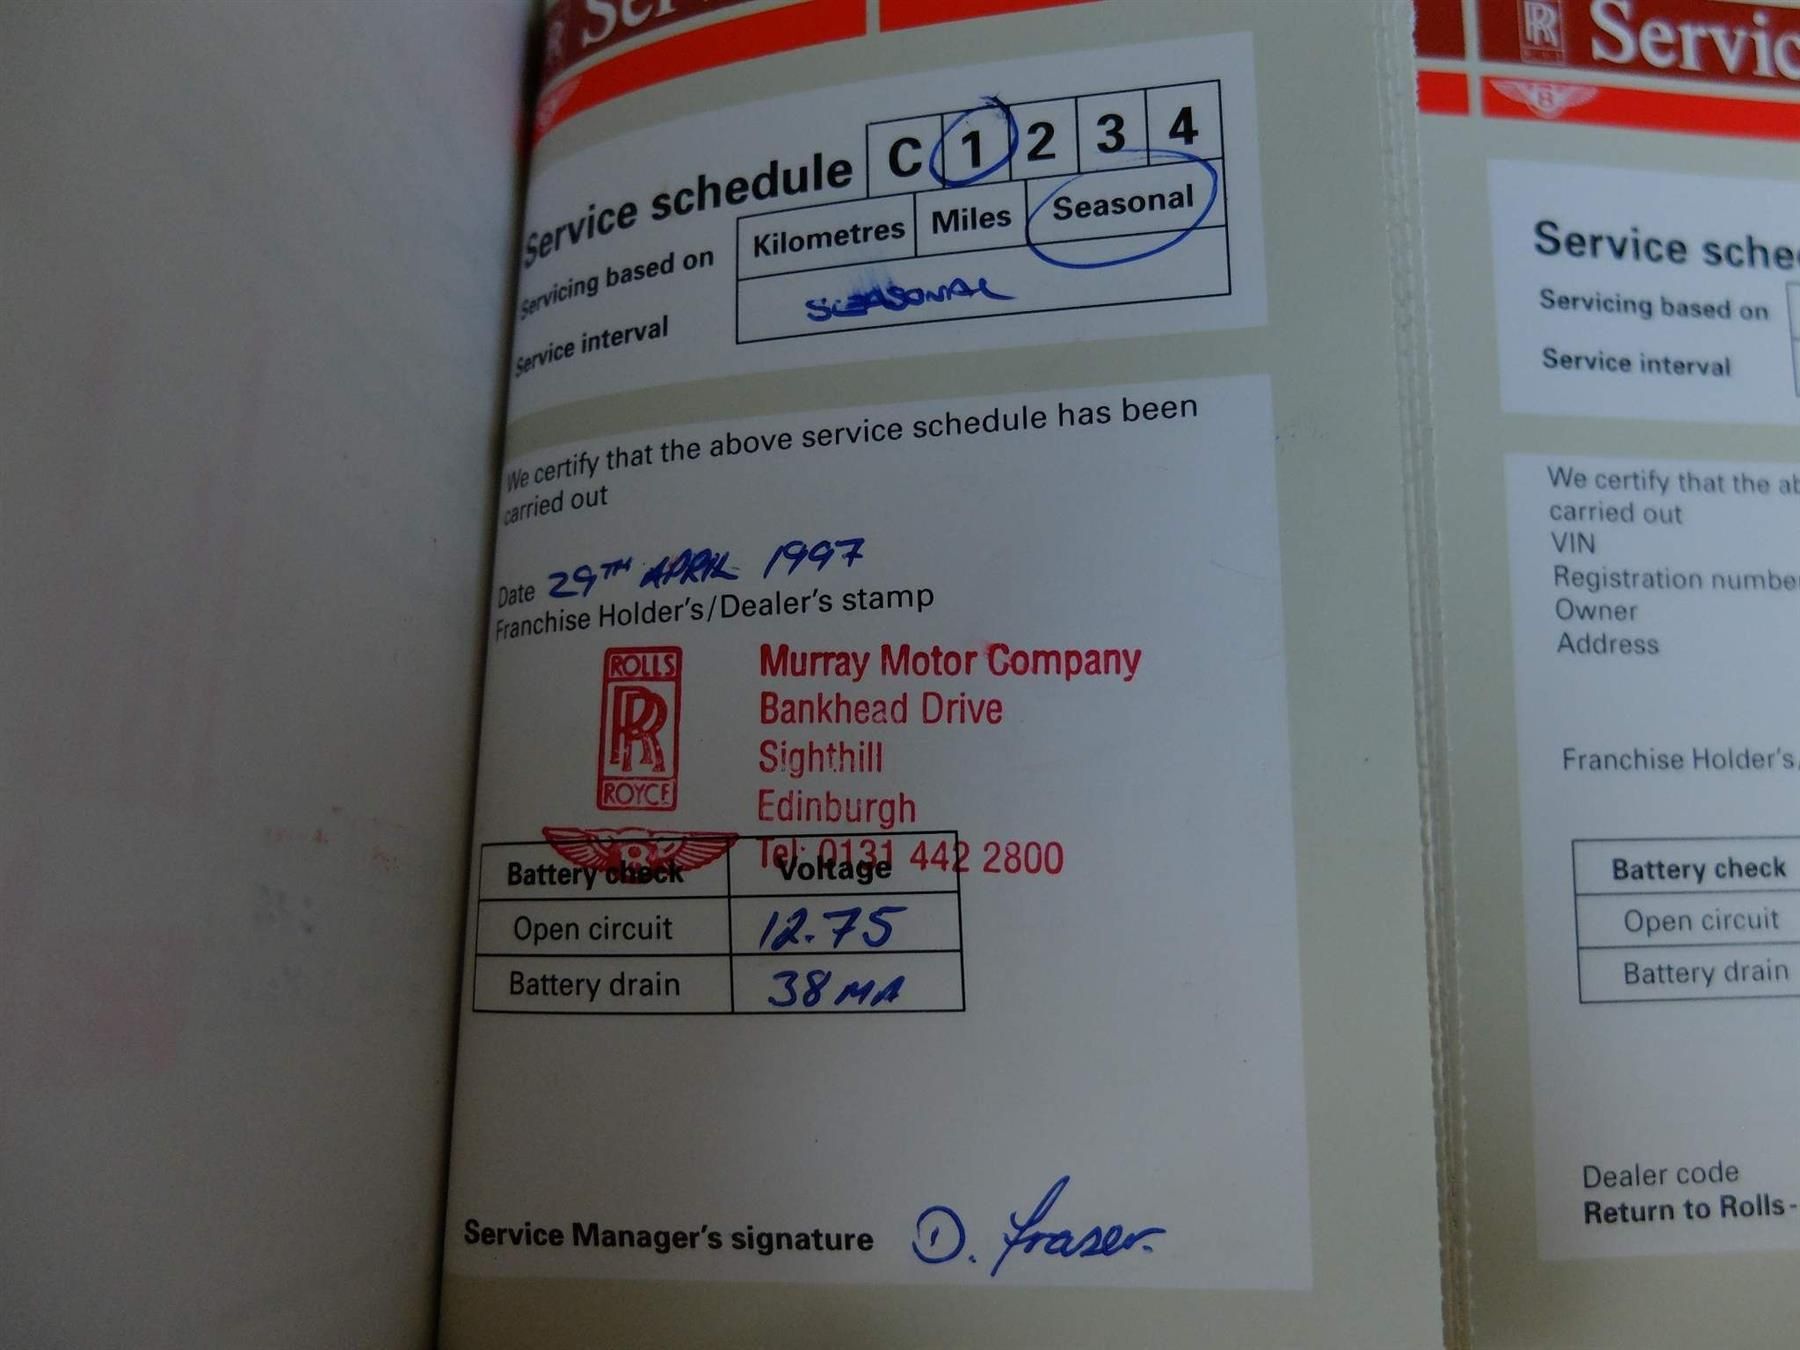 Service schedule C 1 2 3 4
Servicing based on Kilometres Miles Seasonal
Service interval SEASONAL
We certify that the above service schedule has been
carried out
Date 29TH APRIL 1997
Franchise Holder's/Dealer's stamp
ROLLS
RR
ROYCE
B
Murray Motor Company
Bankhead Drive
Sighthill
Edinburgh
Tel: 0131 442 2800
Battery check Voltage
Open circuit 12.75
Battery drain 38 MA
Service Manager's signature D. Fraser.
RR Servic
B
Service sche
Servicing based on
Service interval
We certify that the ab
carried out
VIN
Registration numbe
Owner
Address
Franchise Holder's/
Battery check
Open circuit
Battery drain
Dealer code
Return to Rolls-